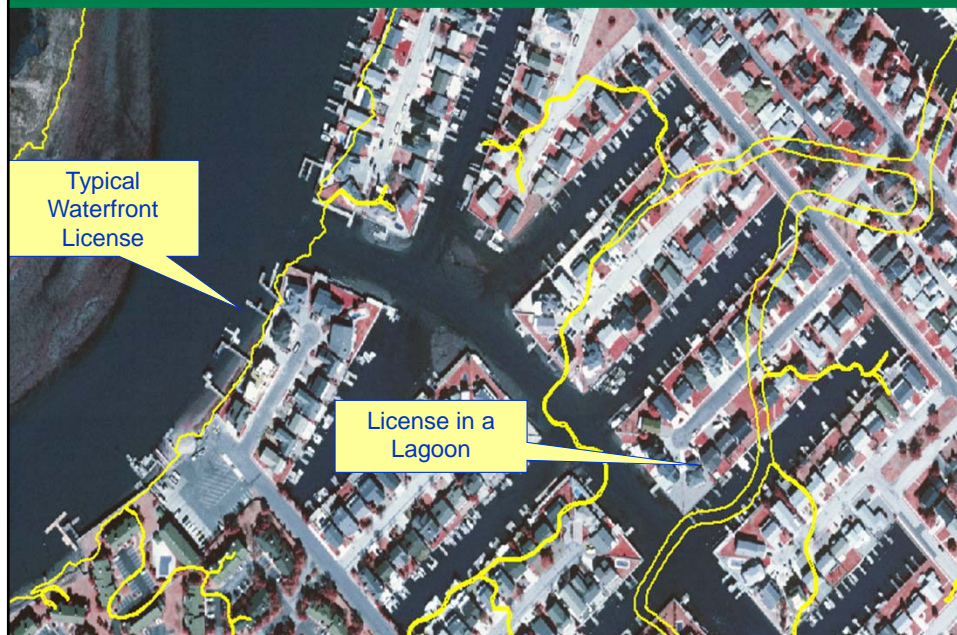 Typical
Waterfront
License
License in a
Lagoon